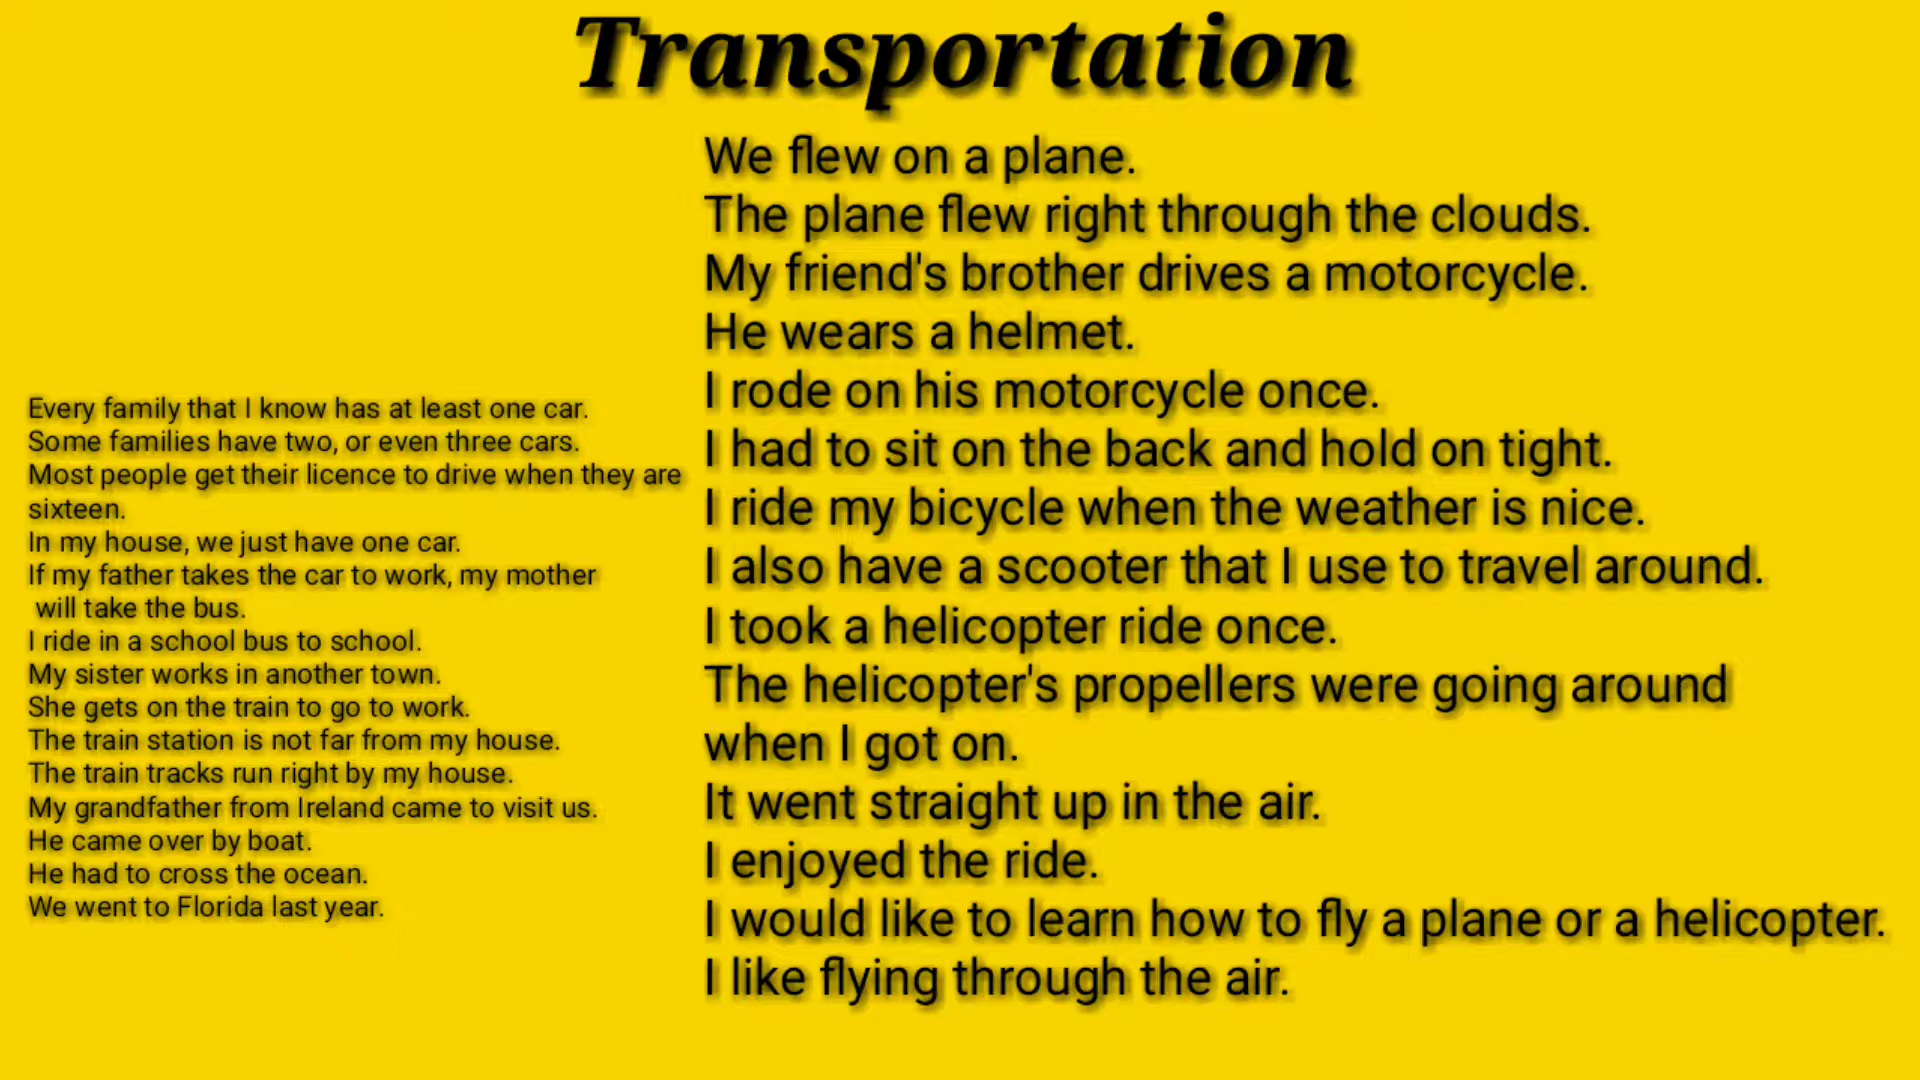 Transportation
Every family that I know has at least one car.
Some families have two, or even three cars.
Most people get their licence to drive when they are
sixteen.
In my house, we just have one car.
If my father takes the car to work, my mother
will take the bus.
I ride in a school bus to school.
My sister works in another town.
She gets on the train to go to work.
The train station is not far from my house.
The train tracks run right by my house.
My grandfather from Ireland came to visit us.
He came over by boat.
He had to cross the ocean.
We went to Florida last year.
We flew on a plane.
The plane flew right through the clouds.
My friend's brother drives a motorcycle.
He wears a helmet.
I rode on his motorcycle once.
I had to sit on the back and hold on tight.
I ride my bicycle when the weather is nice.
I also have a scooter that I use to travel around.
I took a helicopter ride once.
The helicopter's propellers were going around
when I got on.
It went straight up in the air.
I enjoyed the ride.
I would like to learn how to fly a plane or a helicopter.
I like flying through the air.